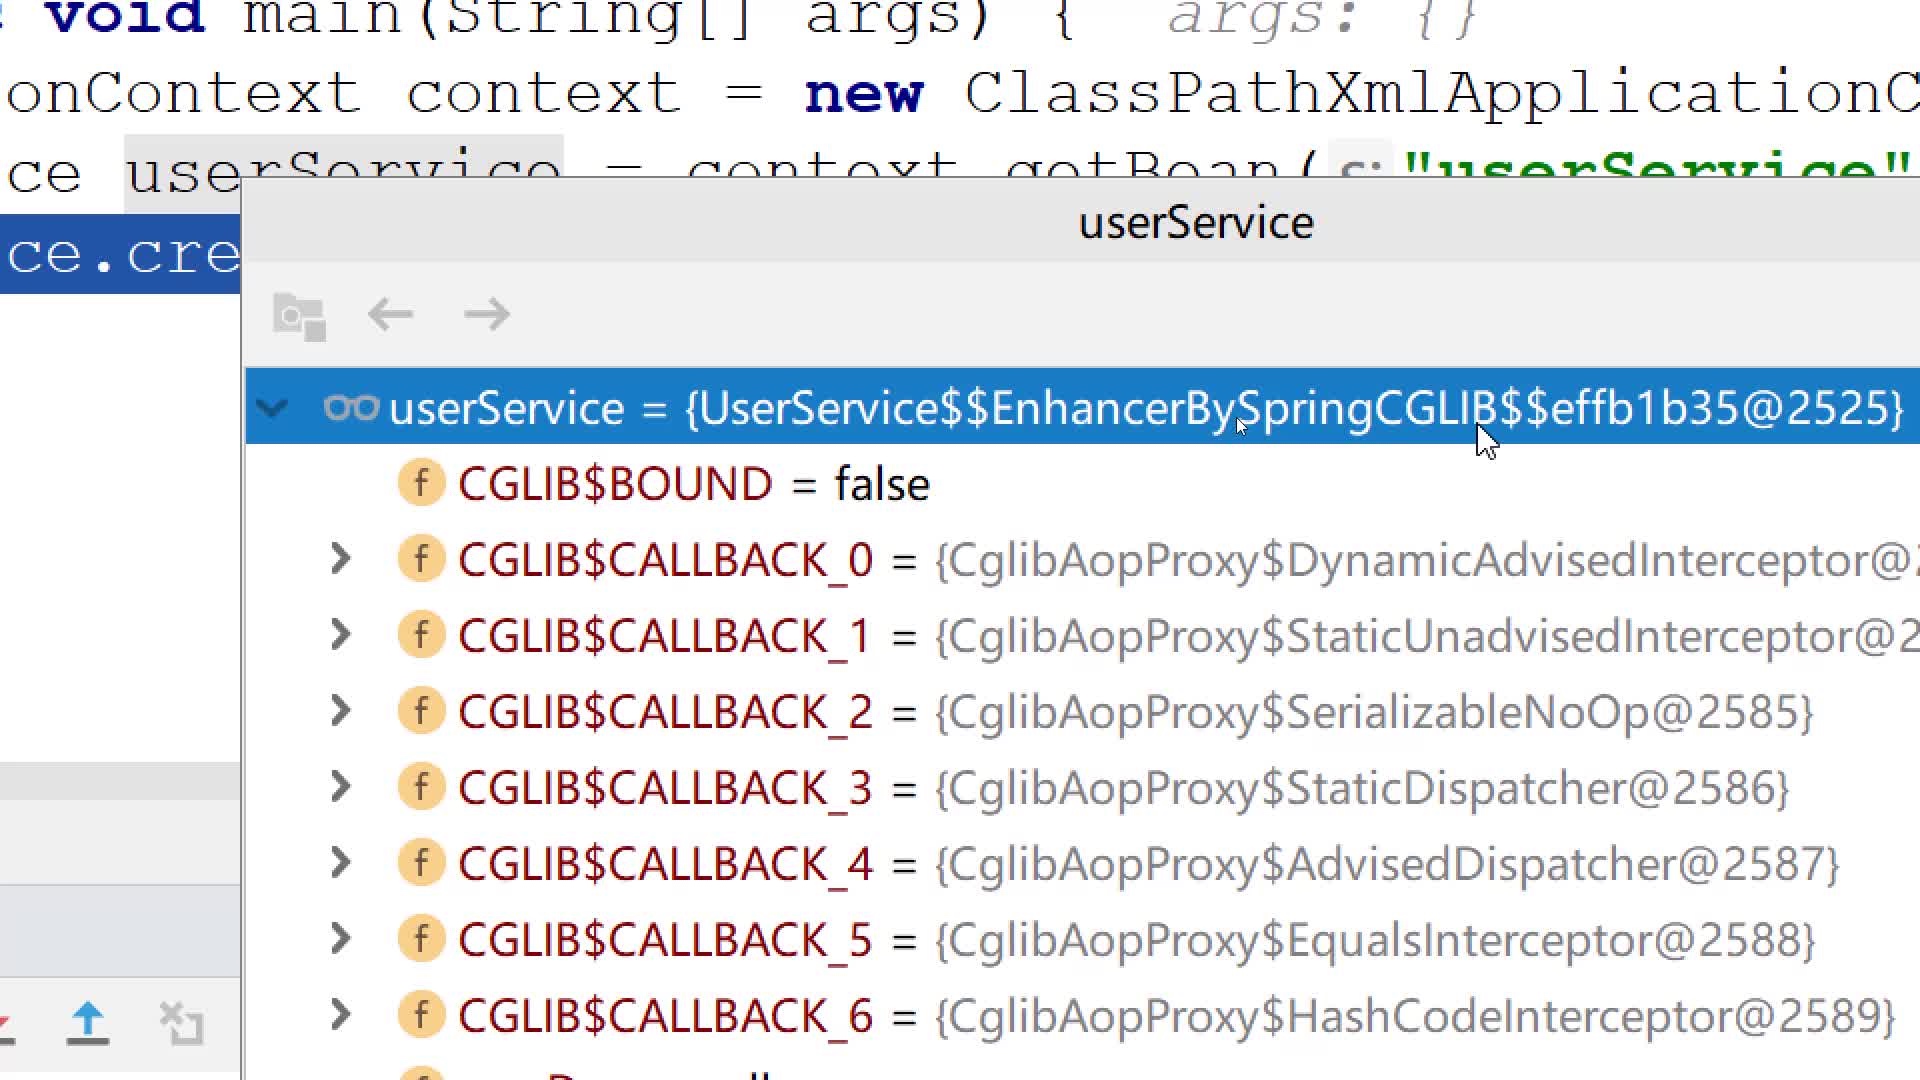 void main(String[] args) { args: {}
onContext context = new ClassPathXmlApplicationC
ce userService = context.getBean( s: "userService"
ce.cre
userService
userService = {UserService$$EnhancerBySpringCGLIB$$effb1b35@2525}
f CGLIB$BOUND = false
f CGLIB$CALLBACK_0 = {CglibAopProxy$DynamicAdvisedInterceptor@2
f CGLIB$CALLBACK_1 = {CglibAopProxy$StaticUnadvisedInterceptor@2
f CGLIB$CALLBACK_2 = {CglibAopProxy$SerializableNoOp@2585}
f CGLIB$CALLBACK_3 = {CglibAopProxy$StaticDispatcher@2586}
f CGLIB$CALLBACK_4 = {CglibAopProxy$AdvisedDispatcher@2587}
f CGLIB$CALLBACK_5 = {CglibAopProxy$EqualsInterceptor@2588}
f CGLIB$CALLBACK_6 = {CglibAopProxy$HashCodeInterceptor@2589}